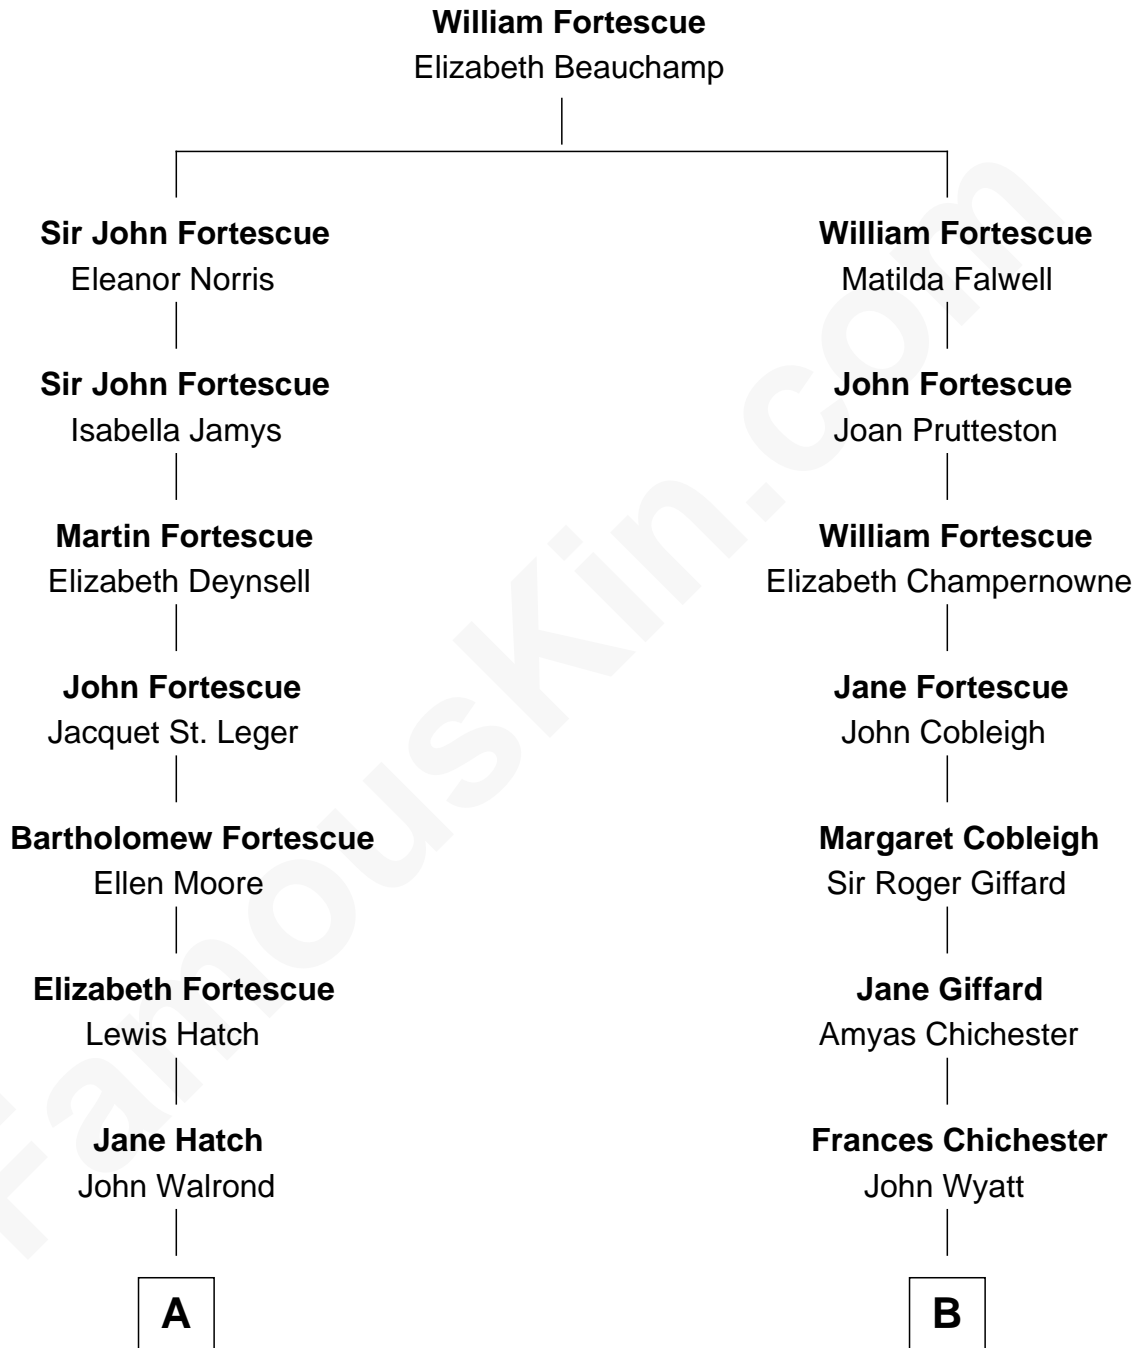 William Fortescue
Elizabeth Beauchamp
Sir John Fortescue
Eleanor Norris
William Fortescue
Matilda Falwell
Sir John Fortescue
Isabella Jamys
John Fortescue
Joan Prutteston
Martin Fortescue
Elizabeth Deynsell
William Fortescue
Elizabeth Champernowne
John Fortescue
Jacquet St. Leger
Jane Fortescue
John Cobleigh
Bartholomew Fortescue
Ellen Moore
Margaret Cobleigh
Sir Roger Giffard
Elizabeth Fortescue
Lewis Hatch
Jane Giffard
Amyas Chichester
Jane Hatch
John Walrond
Frances Chichester
John Wyatt
A
B
FamousKin.com